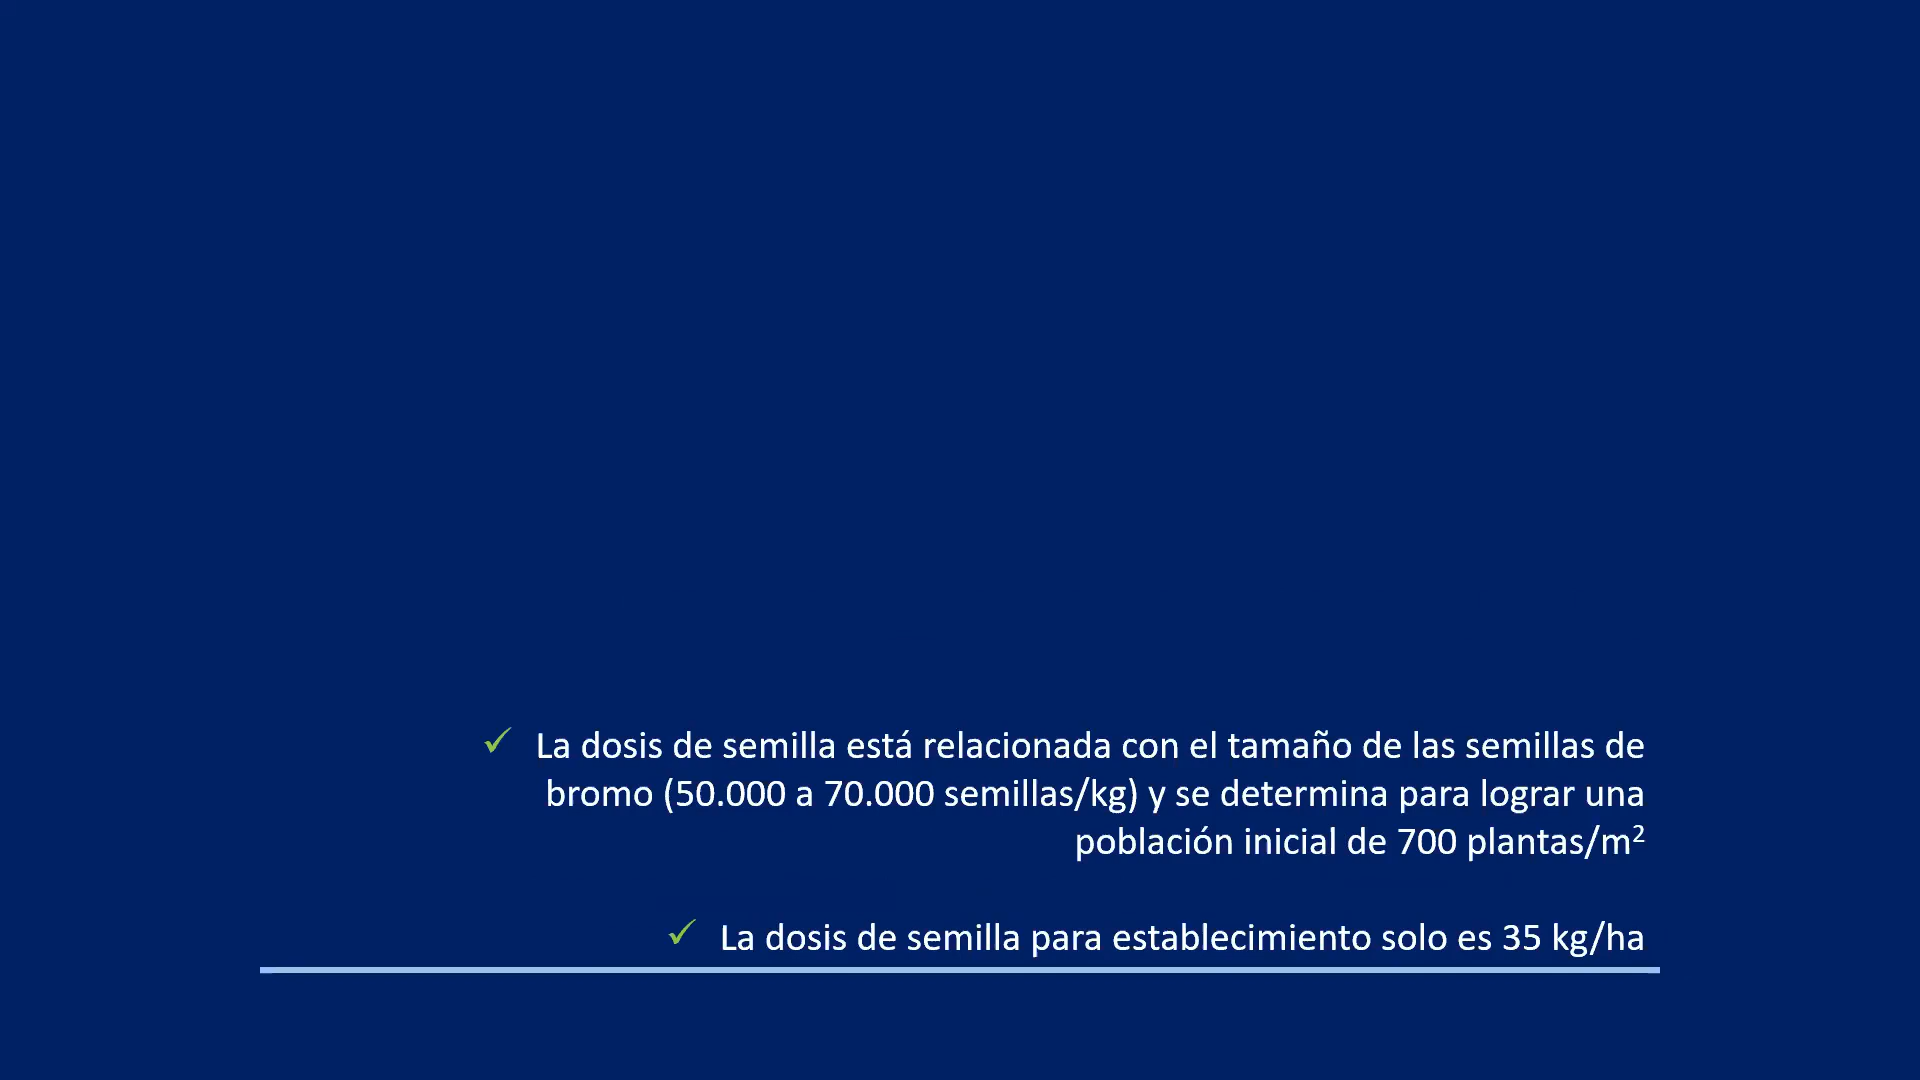 ✓ La dosis de semilla está relacionada con el tamaño de las semillas de
bromo (50.000 a 70.000 semillas/kg) y se determina para lograr una
población inicial de 700 plantas/m²
✓ La dosis de semilla para establecimiento solo es 35 kg/ha